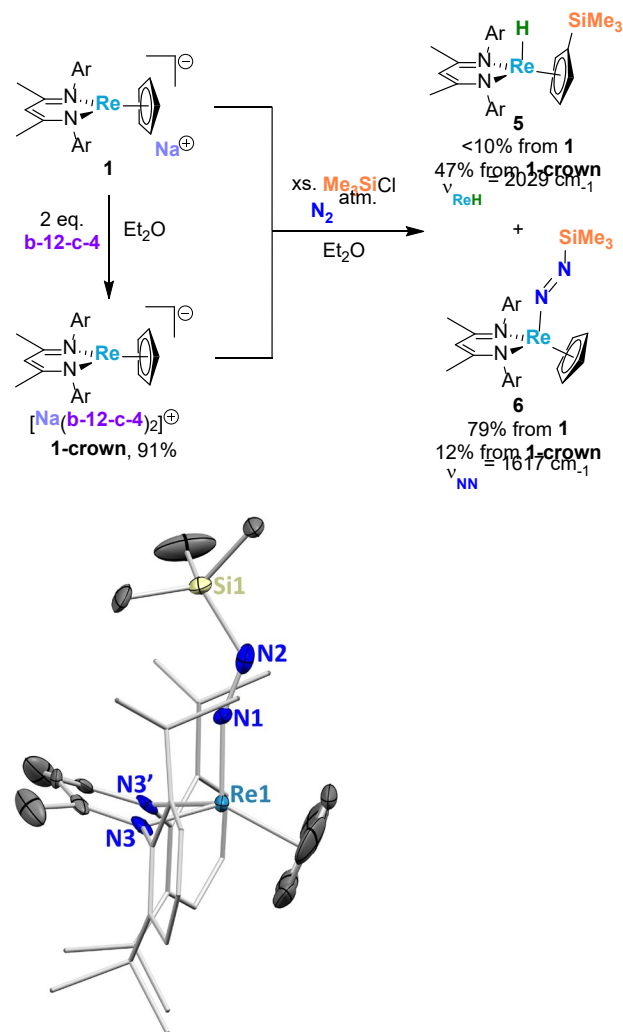 Ar
N
Re
N
Ar
Na⊕
⊖
1
2 eq.
b-12-c-4
Et2O
Ar
N
Re
N
Ar
⊖
[Na(b-12-c-4)2]⊕
1-crown, 91%
xs. Me3SiCl
N2 atm.
Et2O
SiMe3
H
Ar
N
Re
N
Ar
5
<10% from 1
47% from 1-crown
νReH = 2029 cm-1
+
SiMe3
N
N
Ar
N
Re
N
Ar
6
79% from 1
12% from 1-crown
νNN = 1617 cm-1
Si1
N2
N1
N3'
Re1
N3